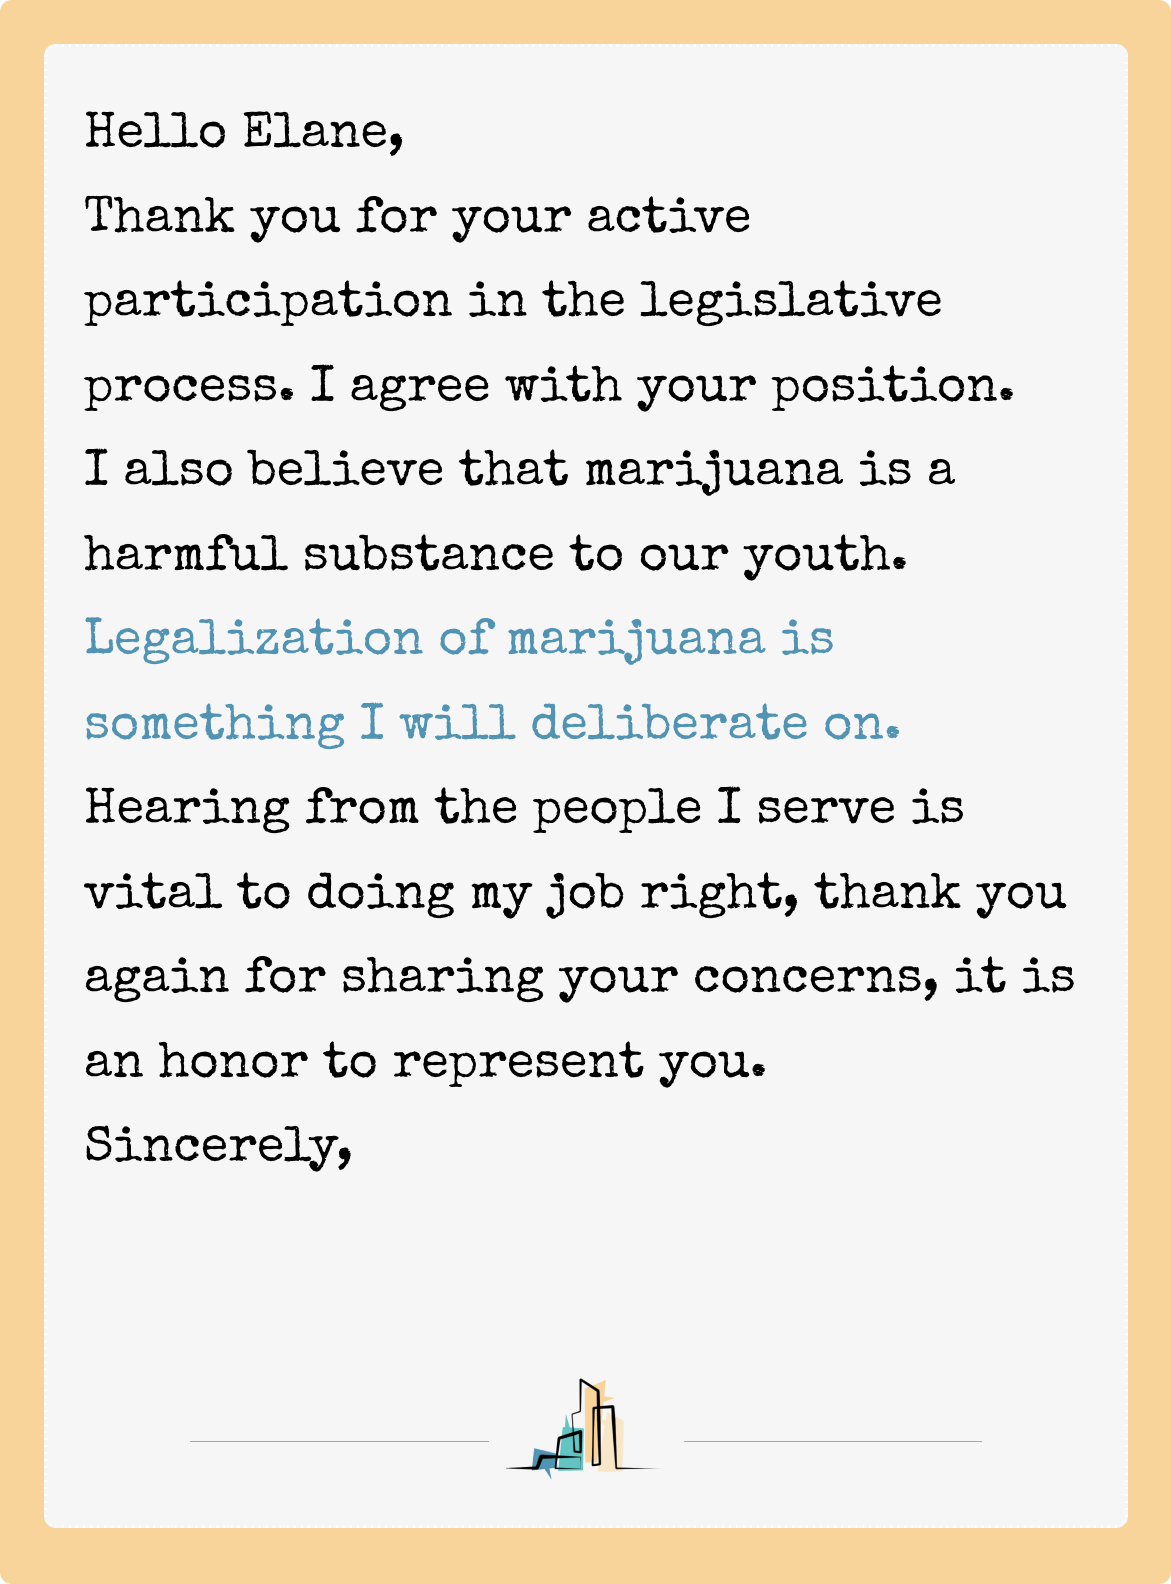 Hello Elane,
Thank you for your active
participation in the legislative
process. I agree with your position.
I also believe that marijuana is a
harmful substance to our youth.
Legalization of marijuana is
something I will deliberate on.
Hearing from the people I serve is
vital to doing my job right, thank you
again for sharing your concerns, it is
an honor to represent you.
Sincerely,